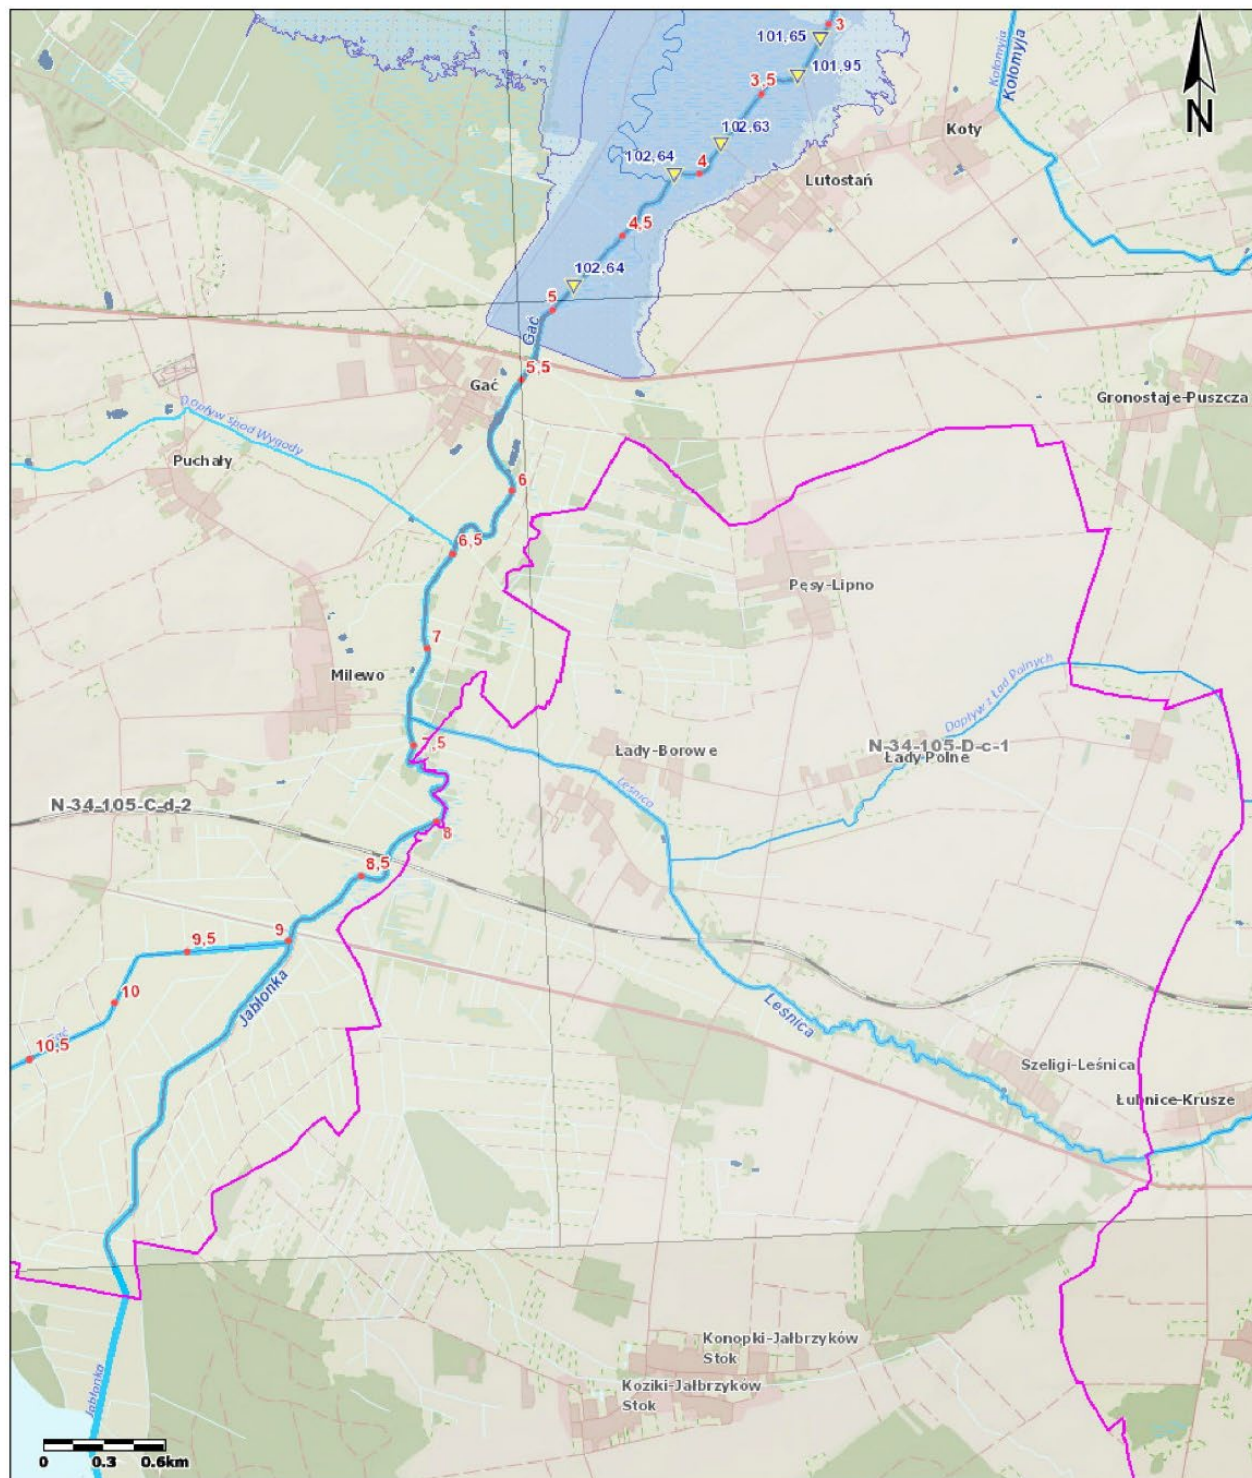 3
101,65
Kołomyja
Kołomyja
101,95
3,5
N
102,63
Koty
102,64
4
Lutostań
4,5
102,64
5
Gać
5,5
Gać
Gronostaje-Puszcza
Dopływ spod Wygody
Puchały
6
6,5
Pęsy-Lipno
7
Milewo
Dopływ z Ład Polnych
7,5
Łady-Borowe
N-34-105-D-c-1
Łady Polne
Leśnica
N-34-105-C-d-2
8
8,5
9
9,5
10
Jabłonka
Leśnica
Gać
10,5
Szeligi-Leśnica
Łubnice-Krusze
Konopki-Jałbrzyków
Stok
Koziki-Jałbrzyków
Stok
Jabłonka
0 0.3 0.6km